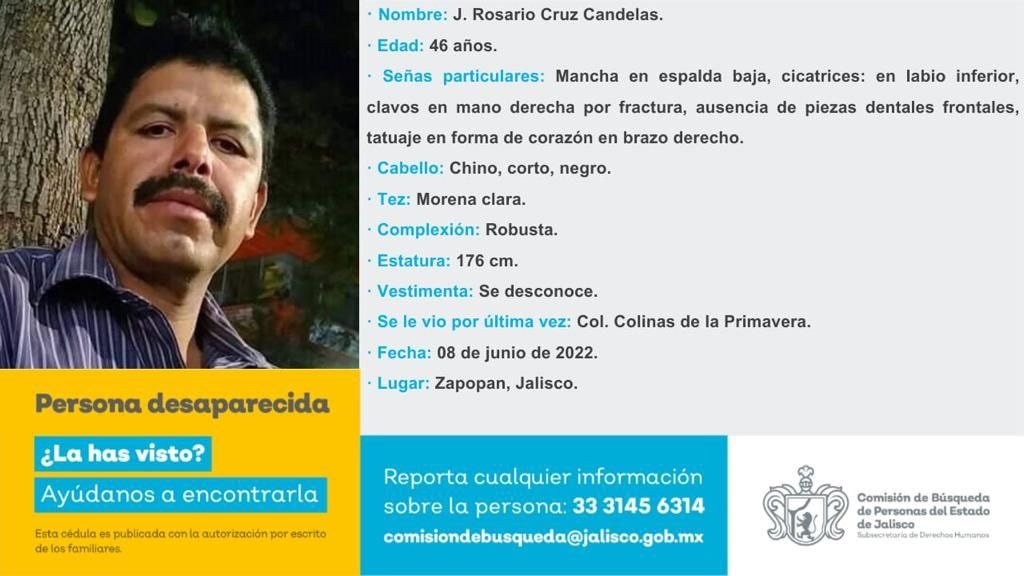 · Nombre: J. Rosario Cruz Candelas.
· Edad: 46 años.
· Señas particulares: Mancha en espalda baja, cicatrices: en labio inferior,
clavos en mano derecha por fractura, ausencia de piezas dentales frontales,
tatuaje en forma de corazón en brazo derecho.
· Cabello: Chino, corto, negro.
· Tez: Morena clara.
· Complexión: Robusta.
· Estatura: 176 cm.
· Vestimenta: Se desconoce.
· Se le vio por última vez: Col. Colinas de la Primavera.
· Fecha: 08 de junio de 2022.
· Lugar: Zapopan, Jalisco.
Persona desaparecida
¿La has visto?
Ayúdanos a encontrarla
Esta cédula es publicada con la autorización por escrito
de los familiares.
Reporta cualquier información
sobre la persona: 33 3145 6314
comisiondebusqueda@jalisco.gob.mx
Comisión de Búsqueda
de Personas del Estado
de Jalisco
Subsecretaría de Derechos Humanos